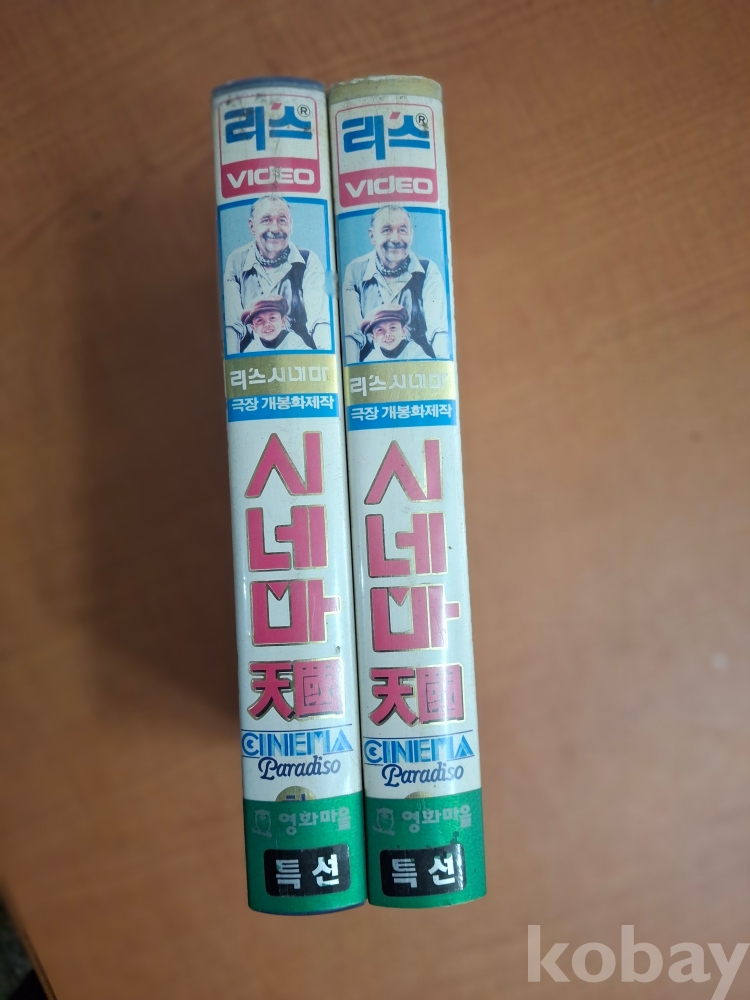 리스®
VIDEO
리스시네마
극장 개봉화제작
시네마
天國
CINEMA
Paradiso
영화마을
특선
리스®
VIDEO
리스시네마
극장 개봉화제작
시네마
天國
CINEMA
Paradiso
영화마을
특선
kobay